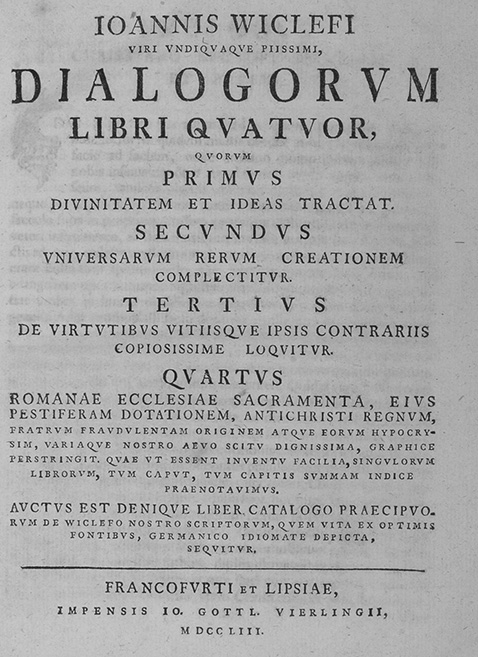 IOANNIS WICLEFI
VIRI VNDIQVAQVE PIISSIMI,
DIALOGORVM
LIBRI QVATVOR,
QVORVM
PRIMVS
DIVINITATEM ET IDEAS TRACTAT.
SECVNDVS
VNIVERSARVM RERVM CREATIONEM
COMPLECTITVR.
TERTIVS
DE VIRTVTIBVS VITIISQVE IPSIS CONTRARIIS
COPIOSISSIME LOQVITVR.
QVARTVS
ROMANAE ECCLESIAE SACRAMENTA, EIVS
PESTIFERAM DOTATIONEM, ANTICHRISTI REGNVM,
FRATRVM FRAVDVLENTAM ORIGINEM ATQVE EORVM HYPOCRY-
SIM, VARIAQVE NOSTRO AEVO SCITV DIGNISSIMA, GRAPHICE
PERSTRINGIT. QVAE VT ESSENT INVENTV FACILIA, SINGVLORVM
LIBRORVM, TVM CAPVT, TVM CAPITIS SVMMAM INDICE
PRAENOTAVIMVS.
AVCTVS EST DENIQVE LIBER CATALOGO PRAECIPVO-
RVM DE WICLEFO NOSTRO SCRIPTORVM, QVEM VITA EX OPTIMIS
FONTIBVS, GERMANICO IDIOMATE DEPICTA,
SEQVITVR.
FRANCOFVRTI ET LIPSIAE,
IMPENSIS IO. GOTTL. VIERLINGII,
MDCCLIII.